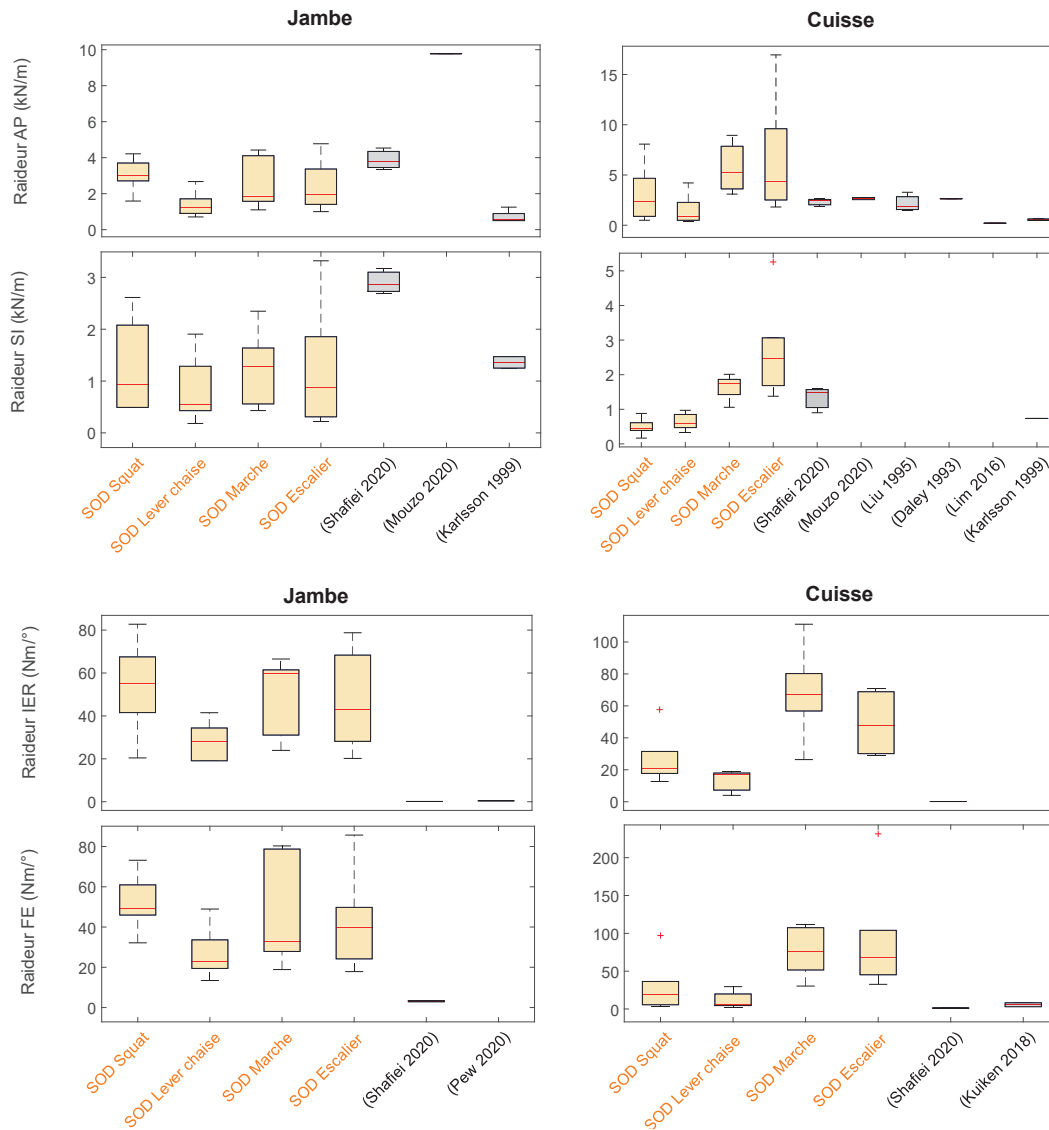 Jambe
Cuisse
Raideur AP (kN/m)
10
8
6
4
2
0
15
10
5
0
Raideur SI (kN/m)
3
2
1
0
5
4
3
2
1
0
SOD Squat
SOD Lever chaise
SOD Marche
SOD Escalier
(Shafiei 2020)
(Mouzo 2020)
(Karlsson 1999)
SOD Squat
SOD Lever chaise
SOD Marche
SOD Escalier
(Shafiei 2020)
(Mouzo 2020)
(Liu 1995)
(Daley 1993)
(Lim 2016)
(Karlsson 1999)
Jambe
Cuisse
Raideur IER (Nm/°)
80
60
40
20
0
100
80
60
40
20
0
Raideur FE (Nm/°)
80
60
40
20
0
200
150
100
50
0
SOD Squat
SOD Lever chaise
SOD Marche
SOD Escalier
(Shafiei 2020)
(Pew 2020)
SOD Squat
SOD Lever chaise
SOD Marche
SOD Escalier
(Shafiei 2020)
(Kuiken 2018)